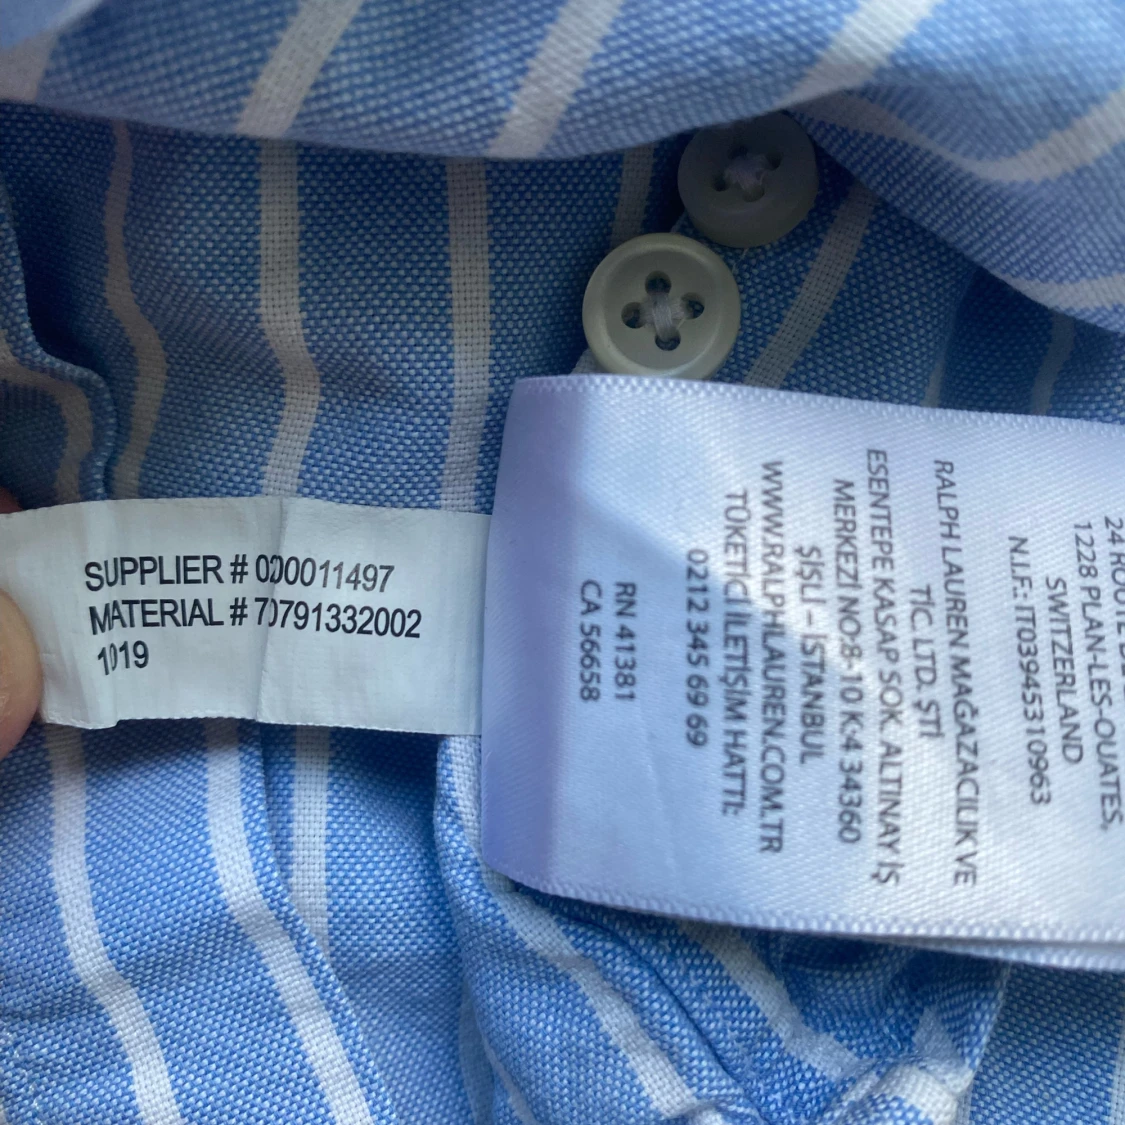 SUPPLIER # 0200011497
MATERIAL # 70791332002
1019
1228 PLAN-LES-OUATES.
SWITZERLAND
N.I.F.: IT03945310963
RALPH LAUREN MAĞAZACILIK VE
TİC. LTD. ŞTİ
ESENTEPE KASAP SOK. ALTINAY İŞ
MERKEZİ NO:8-10 K:4 34360
ŞİŞLİ - İSTANBUL
WWW.RALPHLAUREN.COM.TR
TÜKETİCİ İLETİŞİM HATTI:
0212 345 69 69
RN 41381
CA 56658